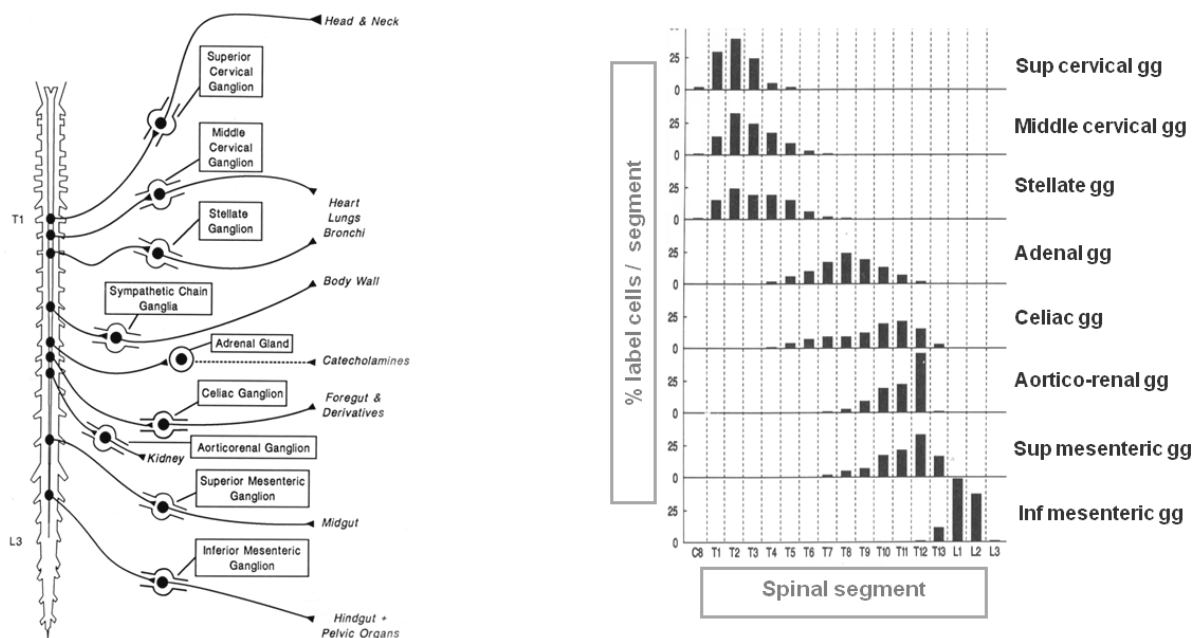 Head & Neck
Superior
Cervical
Ganglion
Middle
Cervical
Ganglion
T1
Heart
Lungs
Bronchi
Stellate
Ganglion
Body Wall
Sympathetic Chain
Ganglia
Adrenal Gland
Catecholamines
Celiac Ganglion
Foregut &
Derivatives
Aorticorenal Ganglion
Kidney
Superior Mesenteric
Ganglion
Midgut
L3
Inferior Mesenteric
Ganglion
Hindgut +
Pelvic Organs
% label cells / segment
25
0
Sup cervical gg
25
0
Middle cervical gg
25
0
Stellate gg
25
0
Adenal gg
25
0
Celiac gg
25
0
Aortico-renal gg
25
0
Sup mesenteric gg
25
0
Inf mesenteric gg
C8 T1 T2 T3 T4 T5 T6 T7 T8 T9 T10 T11 T12 T13 L1 L2 L3
Spinal segment